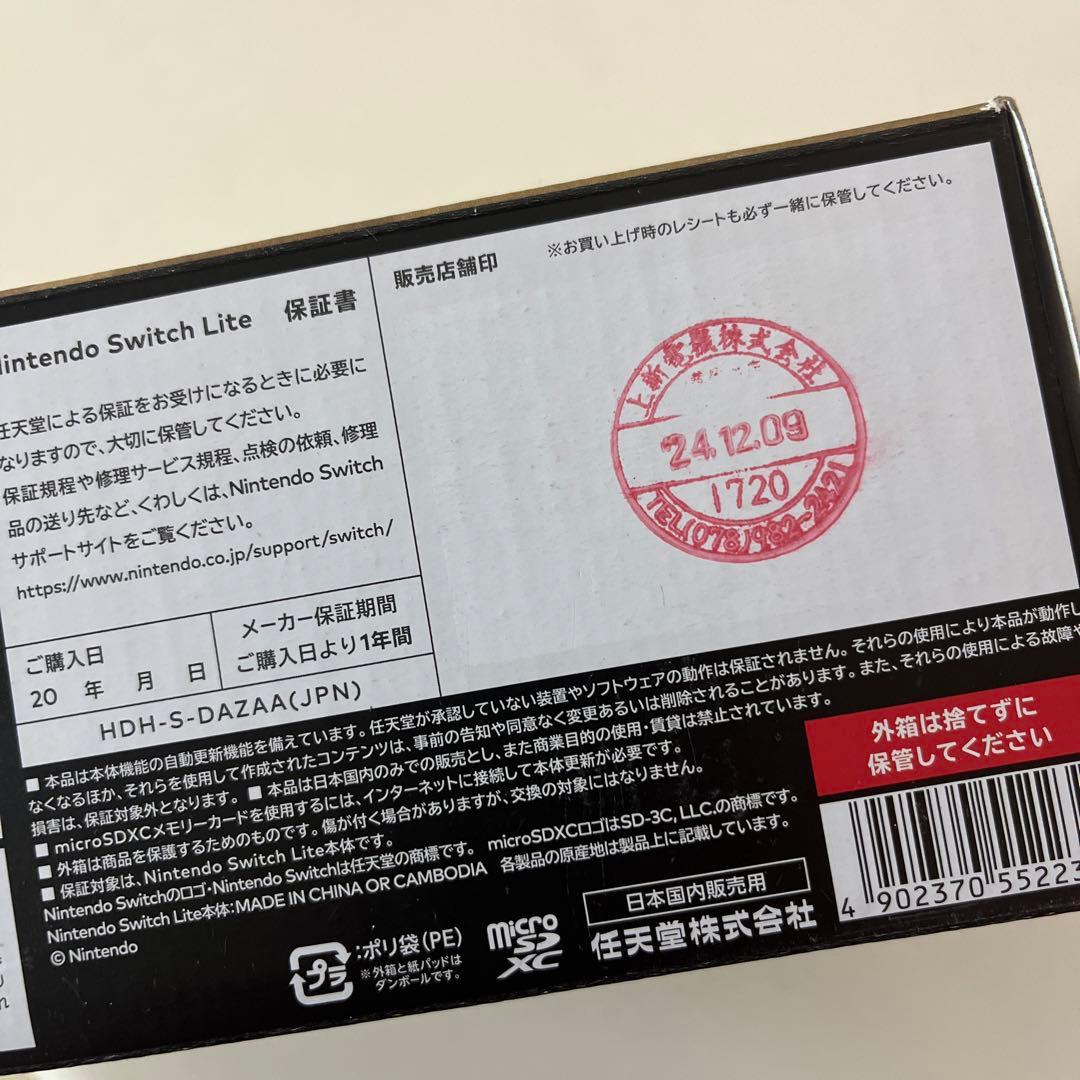 ※お買い上げ時のレシートも必ず一緒に保管してください。
販売店舗印
上新電機株式会社
'24.12.09
1720
TEL(078)982-2421
Nintendo Switch Lite 保証書
任天堂による保証をお受けになるときに必要に
なりますので、大切に保管してください。
保証規程や修理サービス規程、点検の依頼、修理
品の送り先など、くわしくは、Nintendo Switch
サポートサイトをご覧ください。
https://www.nintendo.co.jp/support/switch/
ご購入日
20 年 月 日
メーカー保証期間
ご購入日より1年間
HDH-S-DAZAA(JPN)
■ 本品は本体機能の自動更新機能を備えています。任天堂が承認していない装置やソフトウェアの動作は保証されません。それらの使用により本品が動作し
なくなるほか、それらを使用して作成されたコンテンツは、事前の告知や同意なく変更あるいは削除されることがあります。また、それらの使用による故障や
損害は、保証対象外となります。 ■ 本品は日本国内のみでの販売とし、また商業目的の使用・賃貸は禁止されています。
■ microSDXCメモリーカードを使用するには、インターネットに接続して本体更新が必要です。
■ 外箱は商品を保護するためのものです。傷が付く場合がありますが、交換の対象にはなりません。
■ 保証対象は、Nintendo Switch Lite本体です。
Nintendo Switchのロゴ・Nintendo Switchは任天堂の商標です。 microSDXCロゴはSD-3C, LLC.の商標です。
Nintendo Switch Lite本体:MADE IN CHINA OR CAMBODIA 各製品の原産地は製品上に記載しています。
© Nintendo
外箱は捨てずに
保管してください
4 902370 55223
プラ
:ポリ袋(PE)
※外箱と紙パッドは
ダンボールです。
micro
SD
XC
日本国内販売用
任天堂株式会社